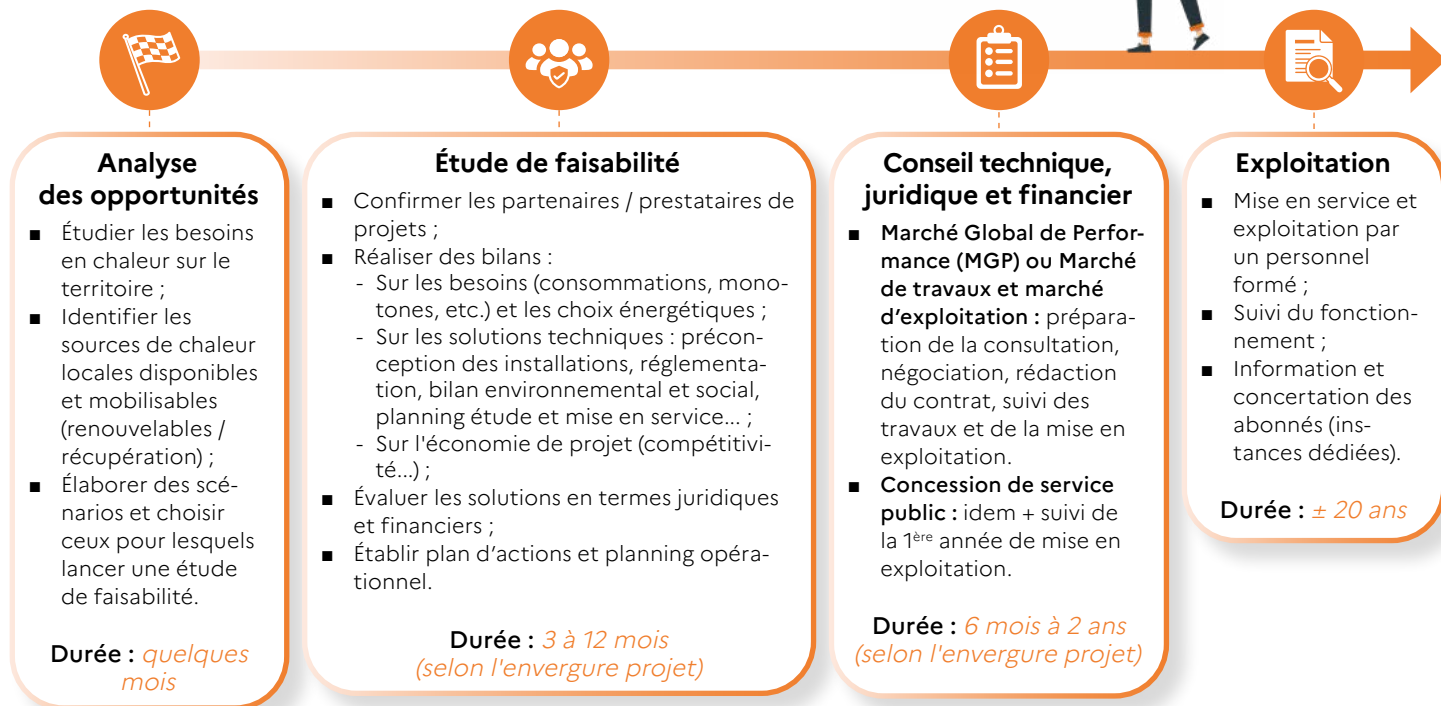 Analyse
des opportunités
■ Étudier les besoins
en chaleur sur le
territoire ;
■ Identifier les
sources de chaleur
locales disponibles
et mobilisables
(renouvelables /
récupération) ;
■ Élaborer des scé-
narios et choisir
ceux pour lesquels
lancer une étude
de faisabilité.
Durée : quelques
mois
Étude de faisabilité
■ Confirmer les partenaires / prestataires de
projets ;
■ Réaliser des bilans :
- Sur les besoins (consommations, mono-
tones, etc.) et les choix énergétiques ;
- Sur les solutions techniques : précon-
ception des installations, réglementa-
tion, bilan environnemental et social,
planning étude et mise en service... ;
- Sur l'économie de projet (compétitivi-
té...) ;
■ Évaluer les solutions en termes juridiques
et financiers ;
■ Établir plan d’actions et planning opéra-
tionnel.
Durée : 3 à 12 mois
(selon l'envergure projet)
Conseil technique,
juridique et financier
■ Marché Global de Perfor-
mance (MGP) ou Marché
de travaux et marché
d’exploitation : prépara-
tion de la consultation,
négociation, rédaction
du contrat, suivi des
travaux et de la mise en
exploitation.
■ Concession de service
public : idem + suivi de
la 1ère année de mise en
exploitation.
Durée : 6 mois à 2 ans
(selon l'envergure projet)
Exploitation
■ Mise en service et
exploitation par
un personnel
formé ;
■ Suivi du fonction-
nement ;
■ Information et
concertation des
abonnés (ins-
tances dédiées).
Durée : ± 20 ans